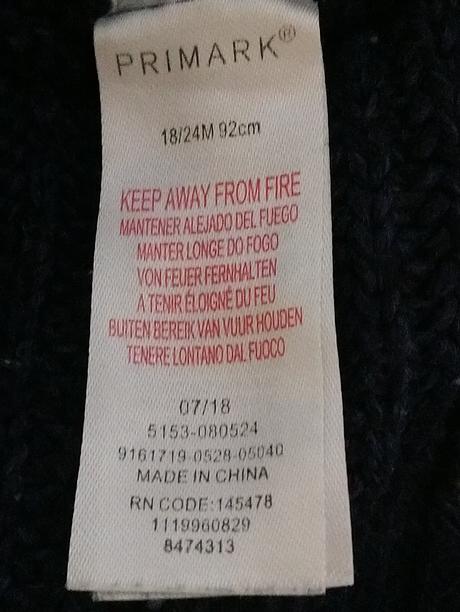 PRIMARK®
18/24M 92cm
KEEP AWAY FROM FIRE
MANTENER ALEJADO DEL FUEGO
MANTER LONGE DO FOGO
VON FEUER FERNHALTEN
A TENIR ÉLOIGNÉ DU FEU
BUITEN BEREIK VAN VUUR HOUDEN
TENERE LONTANO DAL FUOCO
07/18
5153-080524
9161719-0528-05040
MADE IN CHINA
RN CODE:145478
1119960829
8474313